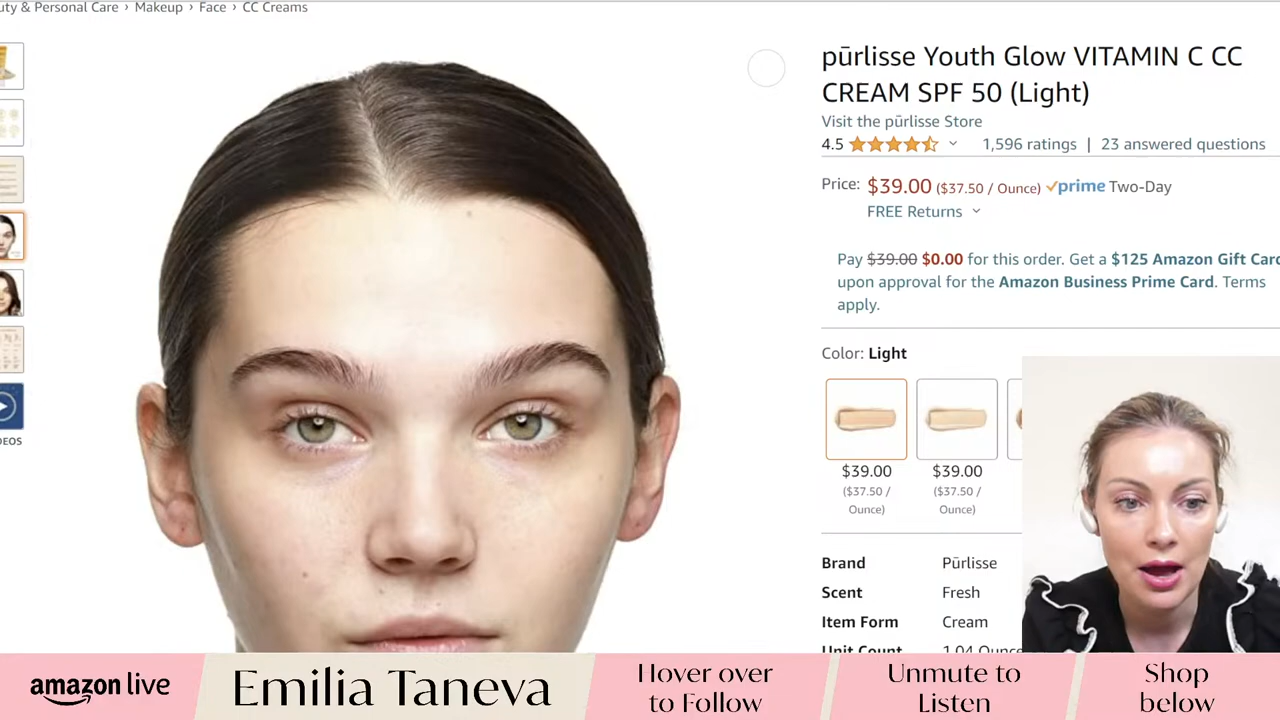 uty & Personal Care › Makeup › Face › CC Creams
pūrlisse Youth Glow VITAMIN C CC
CREAM SPF 50 (Light)
Visit the pūrlisse Store
4.5 1,596 ratings | 23 answered questions
Price: $39.00 ($37.50 / Ounce) prime Two-Day
FREE Returns
Pay $39.00 $0.00 for this order. Get a $125 Amazon Gift Card
upon approval for the Amazon Business Prime Card. Terms
apply.
Color: Light
$39.00 $39.00
($37.50 / ($37.50 /
Ounce) Ounce)
DEOS
Brand Pūrlisse
Scent Fresh
Item Form Cream
Unit Count 1.04 Ounce
amazon live
Emilia Taneva
Hover over
to Follow
Unmute to
Listen
Shop
below